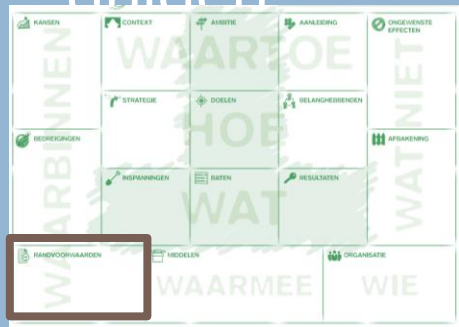 KANSEN
CONTEXT
AMBITIE
AANLEIDING
ONGEWENSTE
EFFECTEN
WAARTOE
STRATEGIE
DOELEN
BELANGHEBBENDEN
HOE
BEDREIGINGEN
AFBAKENING
INSPANNINGEN
BATEN
RESULTATEN
WAT
WAARBINNEN
WAT NIET
RANDVOORWAARDEN
MIDDELEN
ORGANISATIE
WAARMEE
WIE